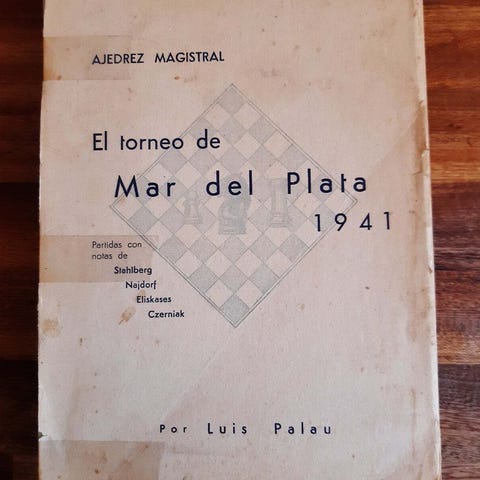 AJEDREZ MAGISTRAL
El torneo de
Mar del Plata
1941
Partidas con
notas de
Stahlberg
Najdorf
Eliskases
Czerniak
Por Luis Palau